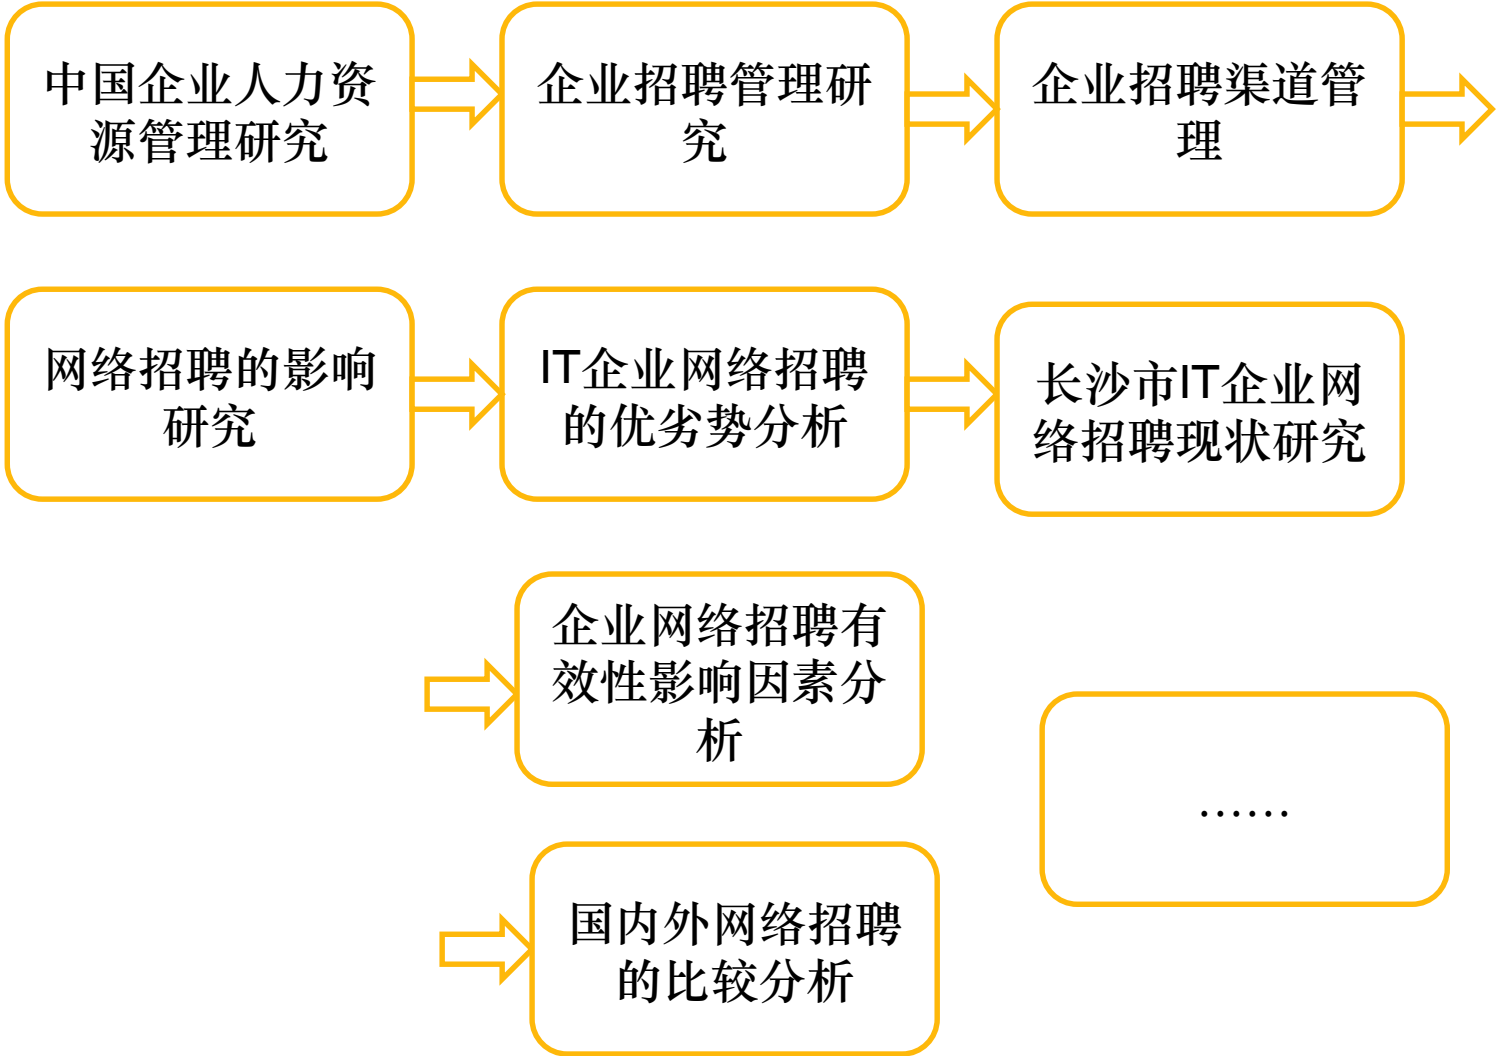 中国企业人力资
源管理研究
企业招聘管理研
究
企业招聘渠道管
理
网络招聘的影响
研究
IT企业网络招聘
的优劣势分析
长沙市IT企业网
络招聘现状研究
企业网络招聘有
效性影响因素分
析
……
国内外网络招聘
的比较分析